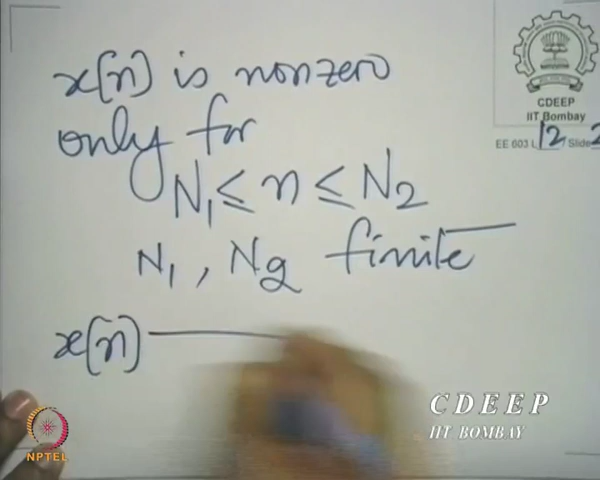 x[n] is nonzero
only for
N₁ ≤ n ≤ N₂
N₁, N₂ finite
x[n]
CDEEP
IIT Bombay
EE 603 L 12 Slide 2
CDEEP
IIT BOMBAY
NPTEL